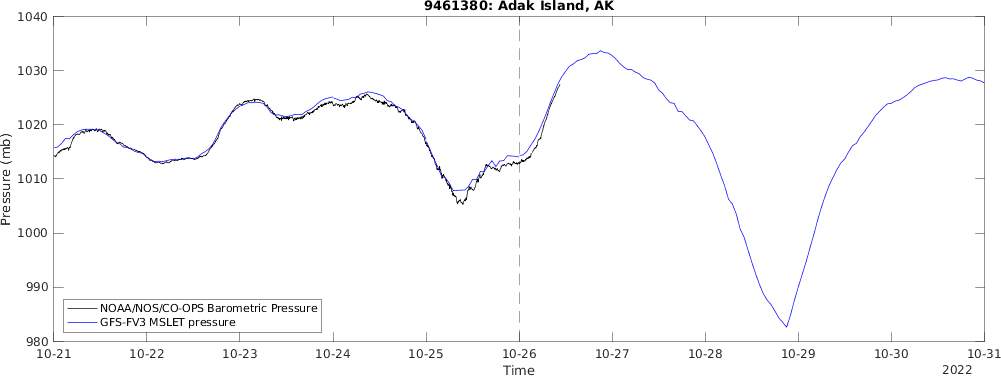 9461380: Adak Island, AK
Pressure (mb)
1040
1030
1020
1010
1000
990
980
NOAA/NOS/CO-OPS Barometric Pressure
GFS-FV3 MSLET pressure
10-21 10-22 10-23 10-24 10-25 10-26 10-27 10-28 10-29 10-30 10-31
Time
2022